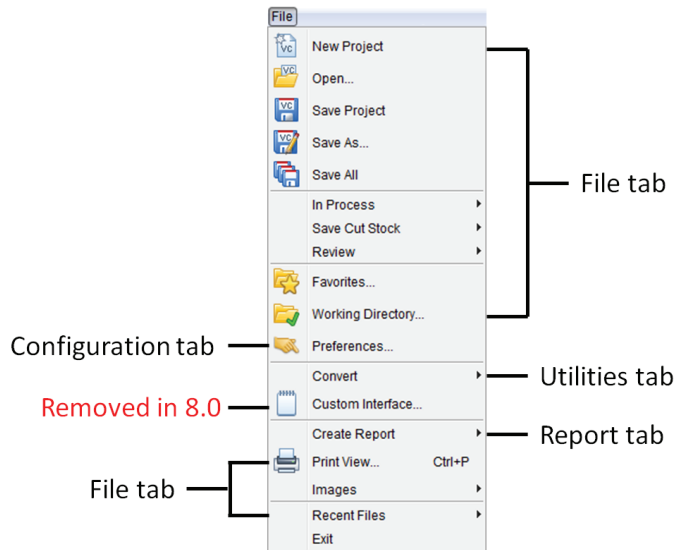 File
New Project
Open...
Save Project
Save As...
Save All
In Process
Save Cut Stock
Review
Favorites...
Working Directory...
Preferences...
Convert
Custom Interface...
Create Report
Print View... Ctrl+P
Images
Recent Files
Exit
File tab
Configuration tab
Utilities tab
Removed in 8.0
Report tab
File tab